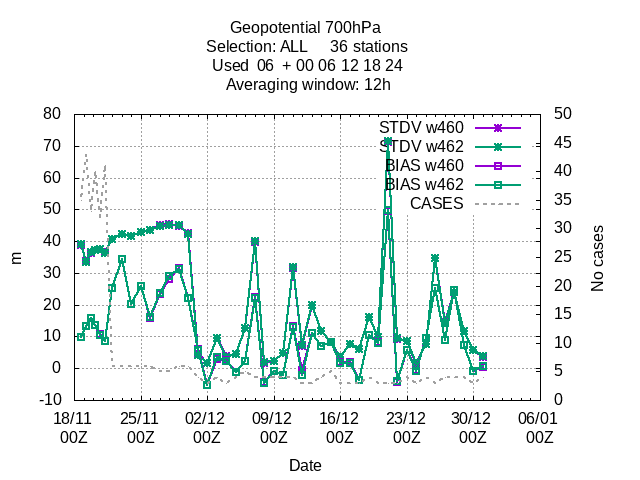 Geopotential 700hPa
Selection: ALL     36 stations
Used  06  + 00 06 12 18 24
Averaging window: 12h
80
70
60
50
40
30
20
10
0
-10
m
50
45
40
35
30
25
20
15
10
5
0
No cases
STDV w460
STDV w462
BIAS w460
BIAS w462
CASES
18/11 25/11 02/12 09/12 16/12 23/12 30/12 06/01
00Z 00Z 00Z 00Z 00Z 00Z 00Z 00Z
Date